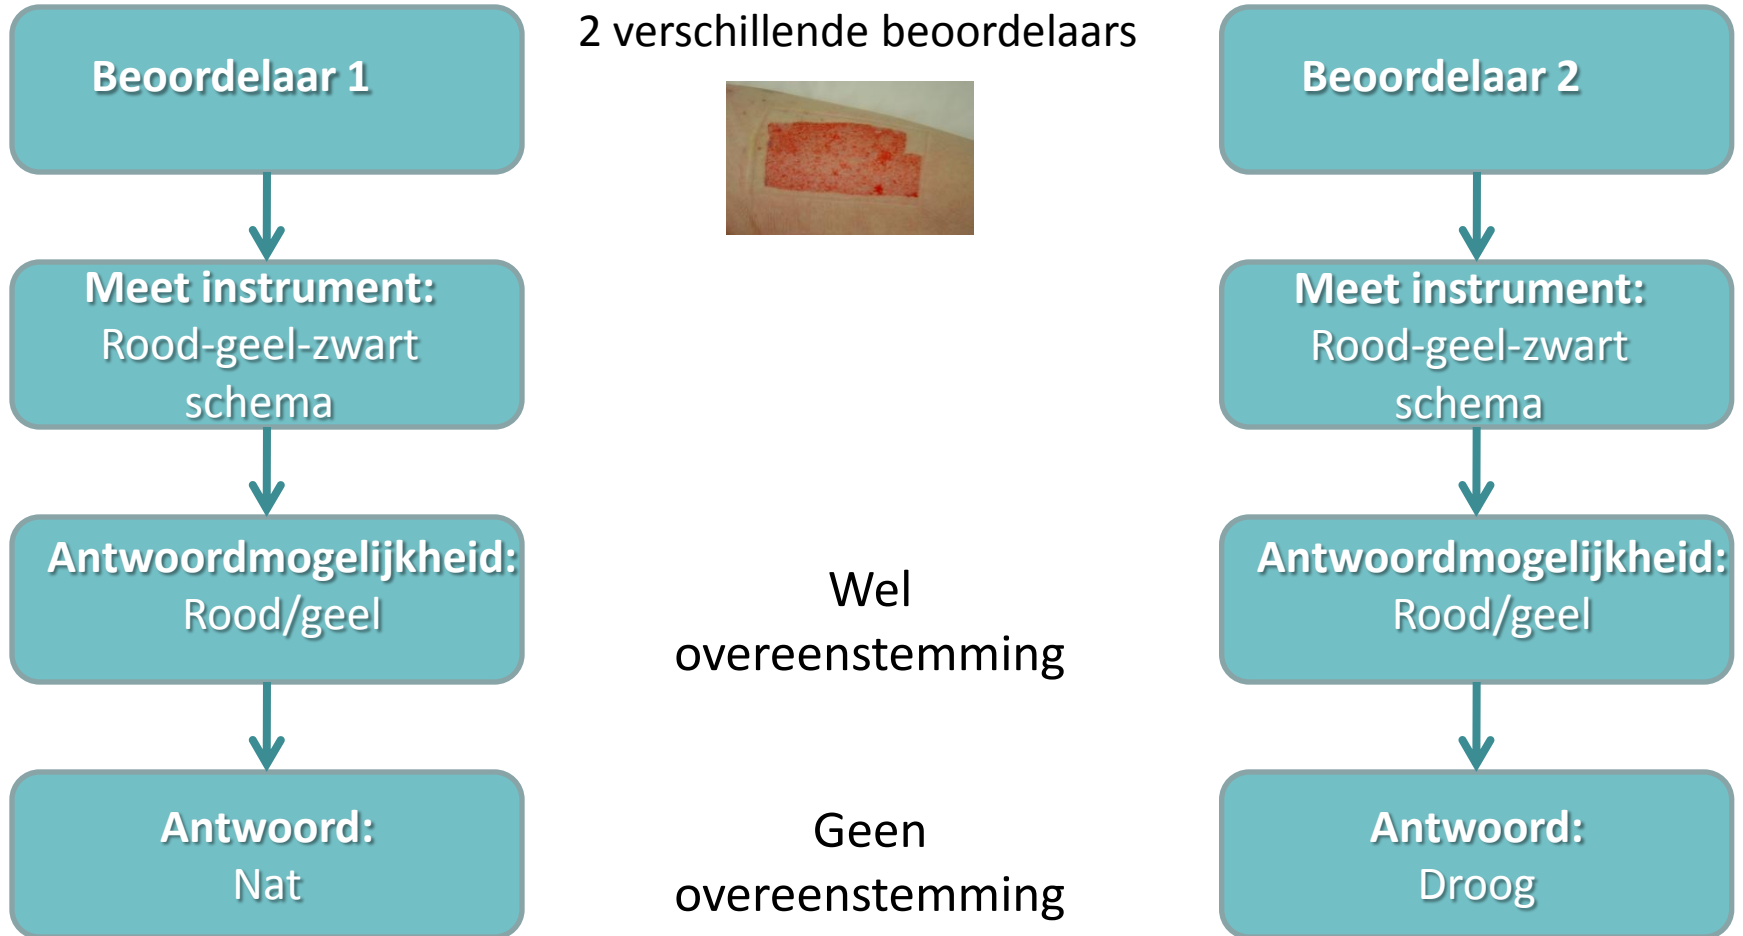 2 verschillende beoordelaars
Beoordelaar 1
Meet instrument:
Rood-geel-zwart
schema
Antwoordmogelijkheid:
Rood/geel
Antwoord:
Nat
Wel
overeenstemming
Geen
overeenstemming
Beoordelaar 2
Meet instrument:
Rood-geel-zwart
schema
Antwoordmogelijkheid:
Rood/geel
Antwoord:
Droog